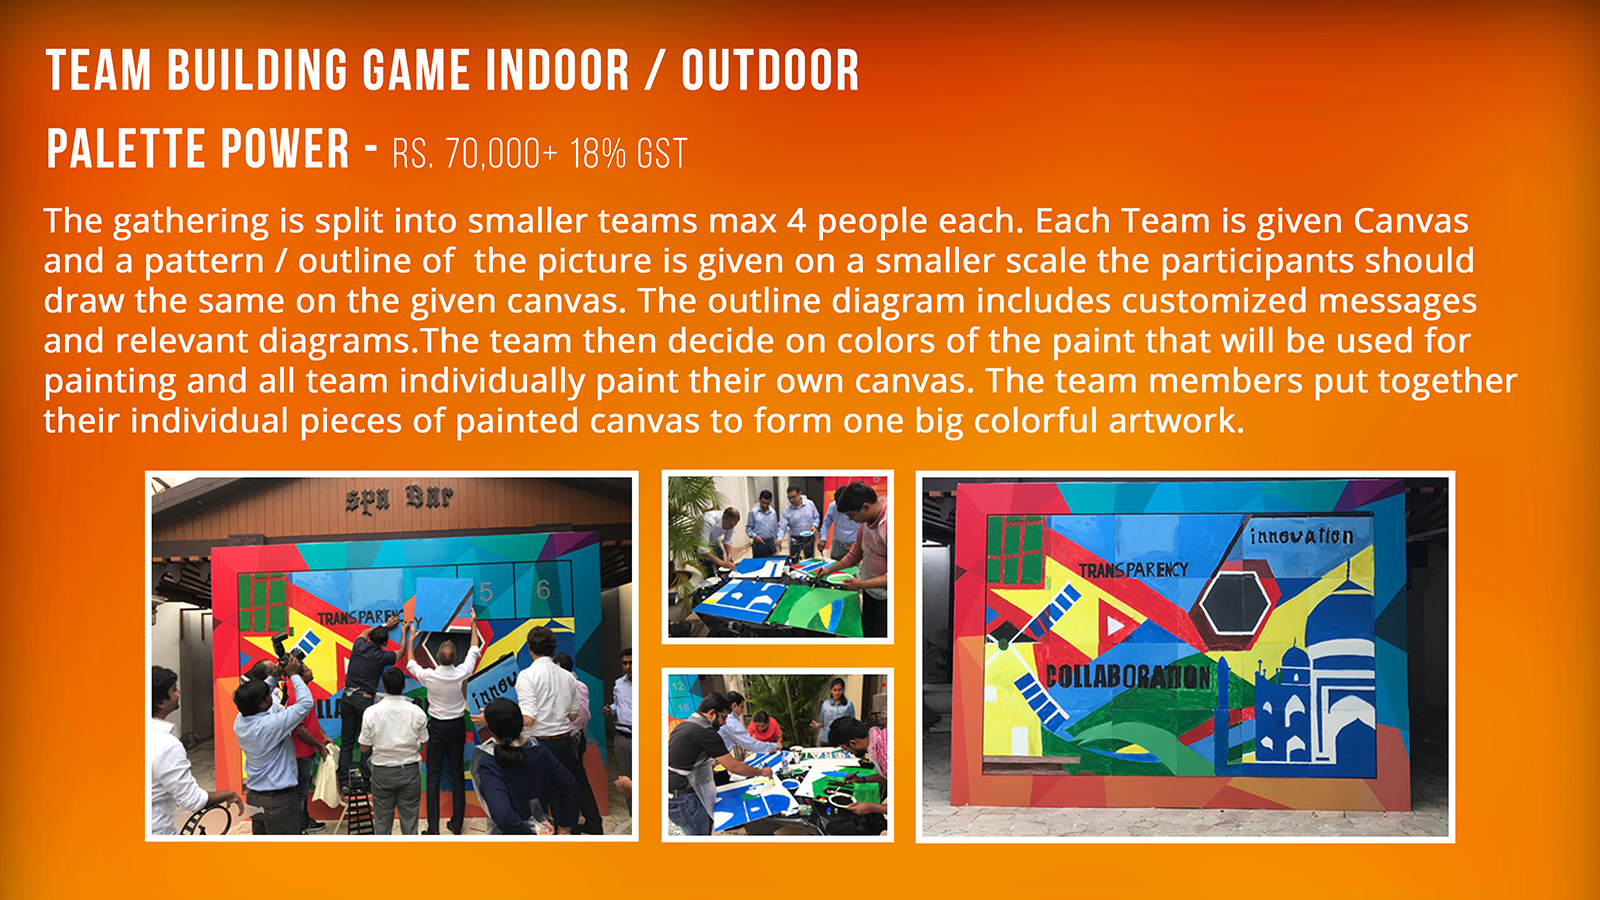 TEAM BUILDING GAME INDOOR / OUTDOOR
PALETTE POWER - RS. 70,000+ 18% GST
The gathering is split into smaller teams max 4 people each. Each Team is given Canvas
and a pattern / outline of  the picture is given on a smaller scale the participants should
draw the same on the given canvas. The outline diagram includes customized messages
and relevant diagrams.The team then decide on colors of the paint that will be used for
painting and all team individually paint their own canvas. The team members put together
their individual pieces of painted canvas to form one big colorful artwork.
spa Bar
5 6
TRANSPARENCY
innov
LLA
12
18
innovation
TRANSPARENCY
COLLABORATION